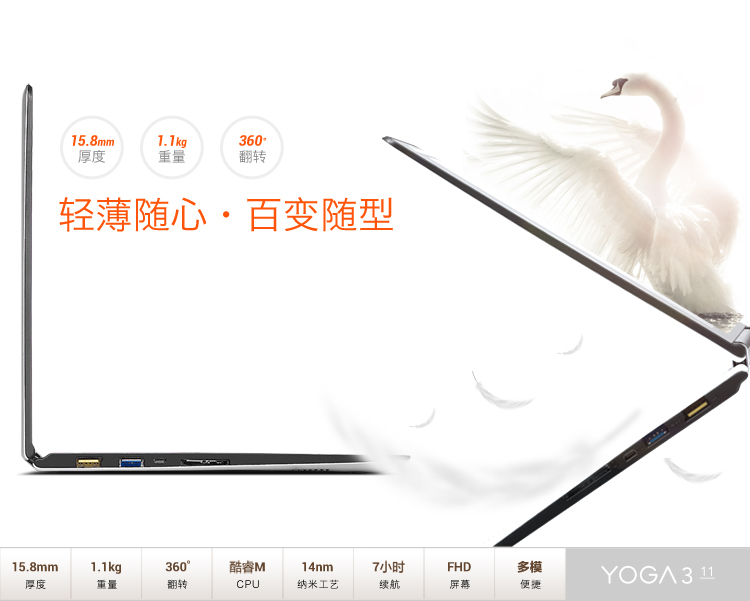 15.8mm
厚度
1.1kg
重量
360°
翻转
轻薄随心·百变随型
15.8mm
厚度
1.1kg
重量
360°
翻转
酷睿M
CPU
14nm
纳米工艺
7小时
续航
FHD
屏幕
多模
便捷
YOGA 3 11